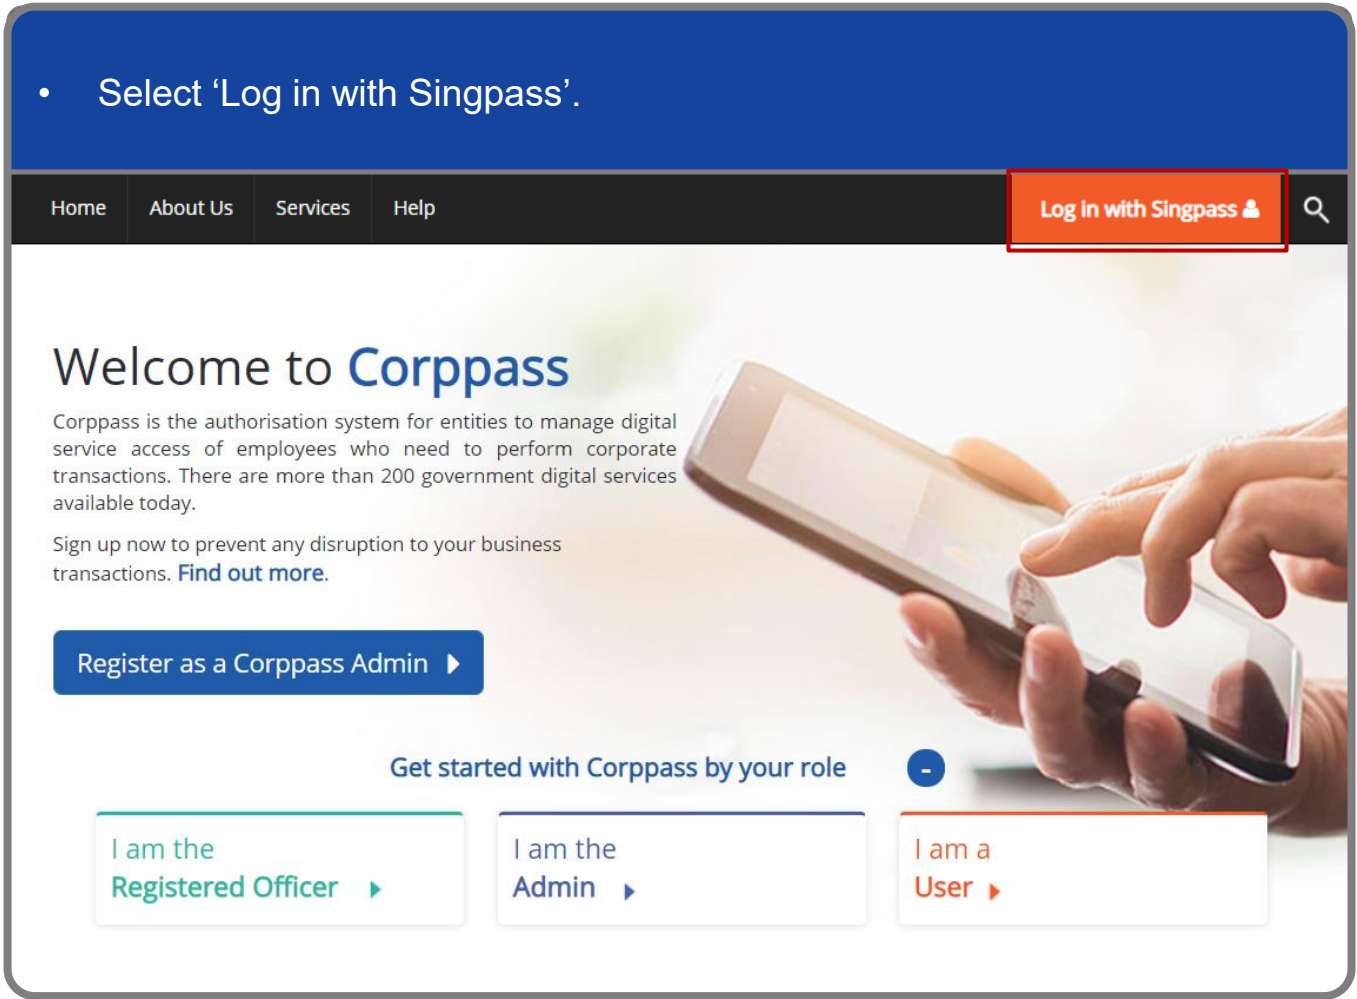 • Select ‘Log in with Singpass’.
Home About Us Services Help Log in with Singpass
Welcome to Corppass
Corppass is the authorisation system for entities to manage digital
service access of employees who need to perform corporate
transactions. There are more than 200 government digital services
available today.
Sign up now to prevent any disruption to your business
transactions. Find out more.
Register as a Corppass Admin
Get started with Corppass by your role -
I am the
Registered Officer
I am the
Admin
I am a
User